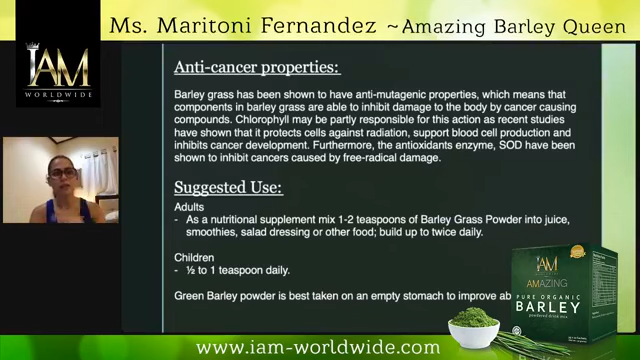 Ms. Maritoni Fernandez ~Amazing Barley Queen
IAM
WORLDWIDE
Anti-cancer properties:
Barley grass has been shown to have anti-mutagenic properties, which means that
components in barley grass are able to inhibit damage to the body by cancer causing
compounds. Chlorophyll may be partly responsible for this action as recent studies
have shown that it protects cells against radiation, support blood cell production and
inhibits cancer development. Furthermore, the antioxidants enzyme, SOD have been
shown to inhibit cancers caused by free-radical damage.
Suggested Use:
Adults
- As a nutritional supplement mix 1-2 teaspoons of Barley Grass Powder into juice,
smoothies, salad dressing or other food; build up to twice daily.
Children
- ½ to 1 teaspoon daily.
Green Barley powder is best taken on an empty stomach to improve ab
IAM
AMAZING
PURE ORGANIC
BARLEY
powdered drink mix
www.iam-worldwide.com